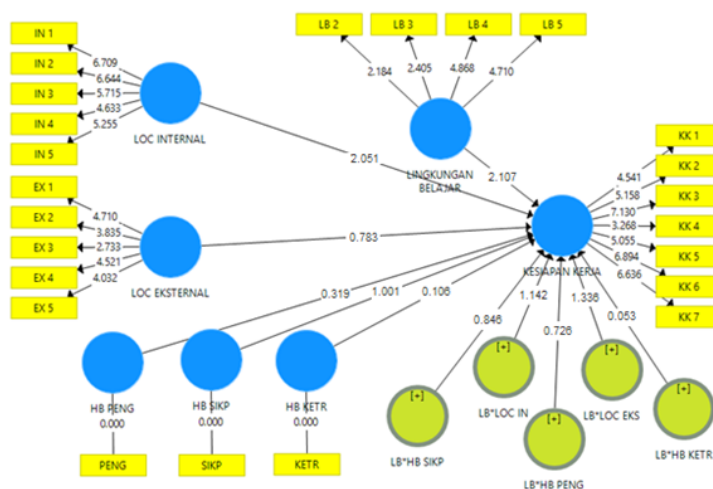 IN 1
IN 2
IN 3
IN 4
IN 5
6.709
6.644
5.715
4.633
5.255
LOC INTERNAL
LB 2
LB 3
LB 4
LB 5
2.184
2.405
4.868
4.710
LINGKUNGAN
BELAJAR
2.051
2.107
EX 1
EX 2
EX 3
EX 4
EX 5
4.710
3.835
2.733
4.521
4.032
LOC EKSTERNAL
0.783
KK 1
KK 2
KK 3
KK 4
KK 5
KK 6
KK 7
4.541
5.158
7.130
3.268
5.055
6.894
6.636
KESIAPAN KERJA
0.319
1.001
0.106
HB PENG
HB SIKP
HB KETR
0.000
0.000
0.000
PENG
SIKP
KETR
0.846
1.142
0.726
1.336
0.053
[+]
LB*HB SIKP
[+]
LB*LOC IN
[+]
LB*HB PENG
[+]
LB*LOC EKS
[+]
LB*HB KETR